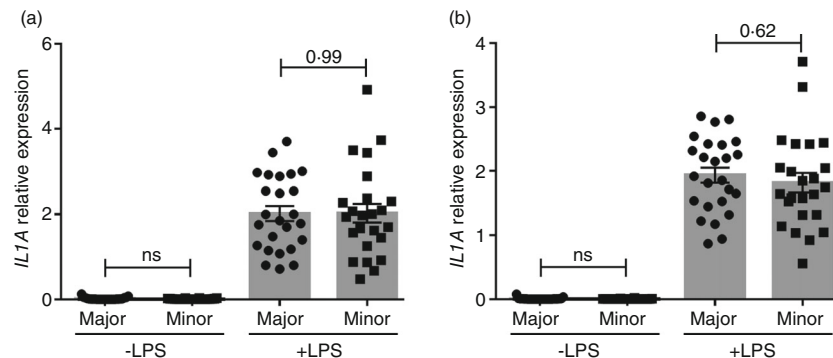 (a)
IL1A relative expression
6
4
2
0
ns
0·99
Major Minor Major Minor
-LPS +LPS
(b)
IL1A relative expression
4
3
2
1
0
ns
0·62
Major Minor Major Minor
-LPS +LPS